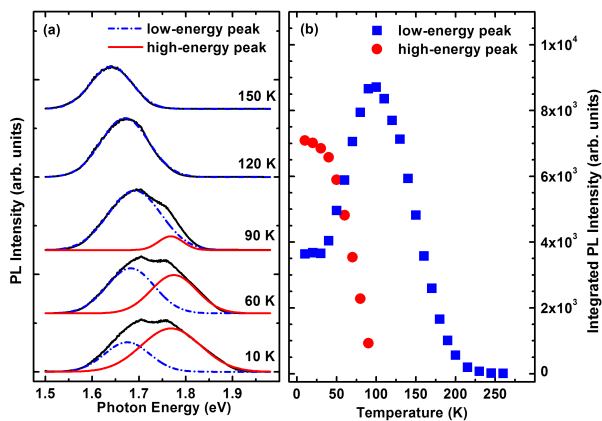 (a)
low-energy peak
high-energy peak
150 K
120 K
90 K
60 K
10 K
PL Intensity (arb. units)
1.5 1.6 1.7 1.8 1.9
Photon Energy (eV)
(b)
low-energy peak
high-energy peak
1x10⁴
8x10³
6x10³
4x10³
2x10³
0
Integrated PL Intensity (arb. units)
0 50 100 150 200 250 300
Temperature (K)